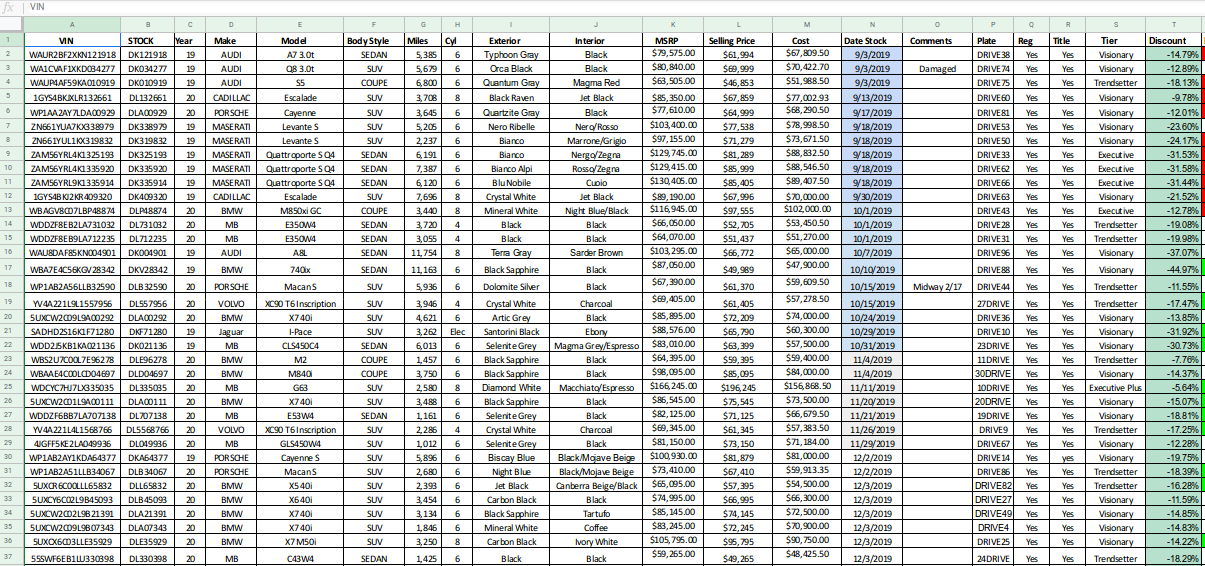 fx VIN
A B C D E F G H I J K L M N O P Q R S T
1 VIN STOCK Year Make Model Body Style Miles Cyl Exterior Interior MSRP Selling Price Cost Date Stock Comments Plate Reg Title Tier Discount
2 WAUR2BF2XKN121918 DK121918 19 AUDI A7 3.0t SEDAN 5,385 6 Typhoon Gray Black $79,575.00 $61,994 $67,809.50 9/3/2019 DRIVE38 Yes Yes Visionary -14.79%
3 WA1CVAF1XKD034277 DK034277 19 AUDI Q8 3.0t SUV 5,679 6 Orca Black Black $80,840.00 $69,999 $70,422.70 9/3/2019 Damaged DRIVE74 Yes Yes Visionary -12.89%
4 WAUP4AF59KA010919 DK010919 19 AUDI S5 COUPE 6,800 6 Quantum Gray Magma Red $63,505.00 $46,853 $51,988.50 9/3/2019 DRIVE75 Yes Yes Trendsetter -18.13%
5 1GYS4BKJXLR132661 DL132661 20 CADILLAC Escalade SUV 3,708 8 Black Raven Jet Black $85,350.00 $67,859 $77,002.93 9/13/2019 DRIVE60 Yes Yes Visionary -9.78%
6 WP1AA2AY7LDA00929 DLA00929 20 PORSCHE Cayenne SUV 3,645 6 Quartzite Gray Black $77,610.00 $64,999 $68,290.50 9/17/2019 DRIVE81 Yes Yes Visionary -12.01%
7 ZN661YUA7KX338979 DK338979 19 MASERATI Levante S SUV 5,205 6 Nero Ribelle Nero/Rosso $103,400.00 $77,538 $78,998.50 9/18/2019 DRIVE53 Yes Yes Visionary -23.60%
8 ZN661YUL1KX319832 DK319832 19 MASERATI Levante S SUV 2,237 6 Bianco Marrone/Grigio $97,155.00 $71,279 $73,671.50 9/18/2019 DRIVE50 Yes Yes Visionary -24.17%
9 ZAM56YRL4K1325193 DK325193 19 MASERATI Quattroporte S Q4 SEDAN 6,191 6 Bianco Nergo/Zegna $129,745.00 $81,289 $88,832.50 9/18/2019 DRIVE33 Yes Yes Executive -31.53%
10 ZAM56YRL4K1335920 DK335920 19 MASERATI Quattroporte S Q4 SEDAN 7,387 6 Bianco Alpi Rosso/Zegna $129,415.00 $85,999 $88,546.50 9/18/2019 DRIVE62 Yes Yes Executive -31.58%
11 ZAM56YRL9K1335914 DK335914 19 MASERATI Quattroporte S Q4 SEDAN 6,120 6 Blu Nobile Cuoio $130,405.00 $85,405 $89,407.50 9/18/2019 DRIVE66 Yes Yes Executive -31.44%
12 1GYS4BKJ2KR409320 DK409320 19 CADILLAC Escalade SUV 7,696 8 Crystal White Jet Black $89,190.00 $67,996 $70,000.00 9/30/2019 DRIVE63 Yes Yes Visionary -21.52%
13 WBAGV8C07LBP48874 DLP48874 20 BMW M850xi GC COUPE 3,440 8 Mineral White Night Blue/Black $116,945.00 $97,555 $102,000.00 10/1/2019 DRIVE43 Yes Yes Executive -12.78%
14 WDDZF8EB2LA731032 DL731032 20 MB E350W4 SEDAN 3,720 4 Black Black $66,050.00 $52,705 $53,450.50 10/1/2019 DRIVE28 Yes Yes Trendsetter -19.08%
15 WDDZF8EB9LA712235 DL712235 20 MB E350W4 SEDAN 3,055 4 Black Black $64,070.00 $51,437 $51,270.00 10/1/2019 DRIVE31 Yes Yes Trendsetter -19.98%
16 WAU8DAF85KN004901 DK004901 19 AUDI A8L SEDAN 11,754 8 Terra Gray Sarder Brown $103,295.00 $66,772 $65,000.00 10/7/2019 DRIVE96 Yes Yes Visionary -37.07%
17 WBA7E4C56KGV28342 DKV28342 19 BMW 740ix SEDAN 11,163 6 Black Sapphire Black $87,050.00 $49,989 $47,900.00 10/10/2019 DRIVE88 Yes Yes Visionary -44.97%
18 WP1AB2A56LLB32590 DLB32590 20 PORSCHE Macan S SUV 5,936 6 Dolomite Silver Black $67,390.00 $61,370 $59,609.50 10/15/2019 Midway 2/17 DRIVE44 Yes Yes Trendsetter -11.55%
19 YV4A221L9L1557956 DL557956 20 VOLVO XC90 T6 Inscription SUV 3,946 4 Crystal White Charcoal $69,405.00 $61,405 $57,278.50 10/15/2019 27DRIVE Yes Yes Trendsetter -17.47%
20 5UXCW2C09L9A00292 DLA00292 20 BMW X7 40i SUV 4,621 6 Artic Grey Black $85,895.00 $72,209 $74,000.00 10/24/2019 DRIVE36 Yes Yes Visionary -13.85%
21 SADHD2S16K1F71280 DKF71280 19 Jaguar I-Pace SUV 3,262 Elec Santorini Black Ebony $88,576.00 $65,790 $60,300.00 10/29/2019 DRIVE10 Yes Yes Visionary -31.92%
22 WDD2J5KB1KA021136 DK021136 19 MB CLS450C4 SEDAN 6,013 6 Selenite Grey Magma Grey/Espresso $83,010.00 $63,399 $57,500.00 10/31/2019 23DRIVE Yes Yes Visionary -30.73%
23 WBS2U7C00L7E96278 DLE96278 20 BMW M2 COUPE 1,457 6 Black Sapphire Black $64,395.00 $59,395 $59,400.00 11/4/2019 11DRIVE Yes Yes Trendsetter -7.76%
24 WBAAE4C00LCD04697 DLD04697 20 BMW M840i COUPE 3,750 6 Black Sapphire Black $98,095.00 $85,095 $84,000.00 11/4/2019 30DRIVE Yes Yes Visionary -14.37%
25 WDCYC7HJ7LX335035 DL335035 20 MB G63 SUV 2,580 8 Diamond White Macchiato/Espresso $166,245.00 $196,245 $156,868.50 11/11/2019 10DRIVE Yes Yes Executive Plus -5.64%
26 5UXCW2C01L9A00111 DLA00111 20 BMW X7 40i SUV 3,488 6 Black Sapphire Black $86,545.00 $75,545 $73,500.00 11/20/2019 20DRIVE Yes Yes Visionary -15.07%
27 WDDZF6BB7LA707138 DL707138 20 MB E53W4 SEDAN 1,161 6 Selenite Grey Black $82,125.00 $71,125 $66,679.50 11/21/2019 19DRIVE Yes Yes Visionary -18.81%
28 YV4A221L4L1568766 DL5568766 20 VOLVO XC90 T6 Inscription SUV 2,286 4 Crystal White Charcoal $69,345.00 $61,345 $57,383.50 11/26/2019 DRIVE9 Yes Yes Trendsetter -17.25%
29 4JGFF5KE2LA049936 DL049936 20 MB GLS450W4 SUV 1,012 6 Selenite Grey Black $81,150.00 $73,150 $71,184.00 11/29/2019 DRIVE67 Yes Yes Visionary -12.28%
30 WP1AB2AY1KDA64377 DKA64377 19 PORSCHE Cayenne S SUV 5,896 6 Biscay Blue Black/Mojave Beige $100,930.00 $81,879 $81,000.00 12/2/2019 DRIVE14 Yes Yes Visionary -19.75%
31 WP1AB2A51LLB34067 DLB34067 20 PORSCHE Macan S SUV 2,680 6 Night Blue Black/Mojave Beige $73,410.00 $67,410 $59,913.35 12/2/2019 DRIVE86 Yes Yes Trendsetter -18.39%
32 5UXCR6C00LLL65832 DLL65832 20 BMW X5 40i SUV 2,393 6 Jet Black Canberra Beige/Black $65,095.00 $57,395 $54,500.00 12/3/2019 DRIVE82 Yes Yes Trendsetter -16.28%
33 5UXCY6C02L9B45093 DLB45093 20 BMW X6 40i SUV 3,454 6 Carbon Black Black $74,995.00 $66,995 $66,300.00 12/3/2019 DRIVE27 Yes Yes Visionary -11.59%
34 5UXCW2C02L9B21391 DLA21391 20 BMW X7 40i SUV 3,134 6 Black Sapphire Tartufo $85,145.00 $74,145 $72,500.00 12/3/2019 DRIVE49 Yes Yes Visionary -14.85%
35 5UXCW2C09L9B07343 DLA07343 20 BMW X7 40i SUV 1,846 6 Mineral White Coffee $83,245.00 $72,245 $70,900.00 12/3/2019 DRIVE4 Yes Yes Visionary -14.83%
36 5UXCX6C03LLE35929 DLE35929 20 BMW X7 M50i SUV 3,250 8 Carbon Black Ivory White $105,795.00 $95,795 $90,750.00 12/3/2019 DRIVE25 Yes Yes Visionary -14.22%
37 55SWF6EB1LU330398 DL330398 20 MB C43W4 SEDAN 1,425 6 Black Black $59,265.00 $49,265 $48,425.50 12/3/2019 24DRIVE Yes Yes Trendsetter -18.29%